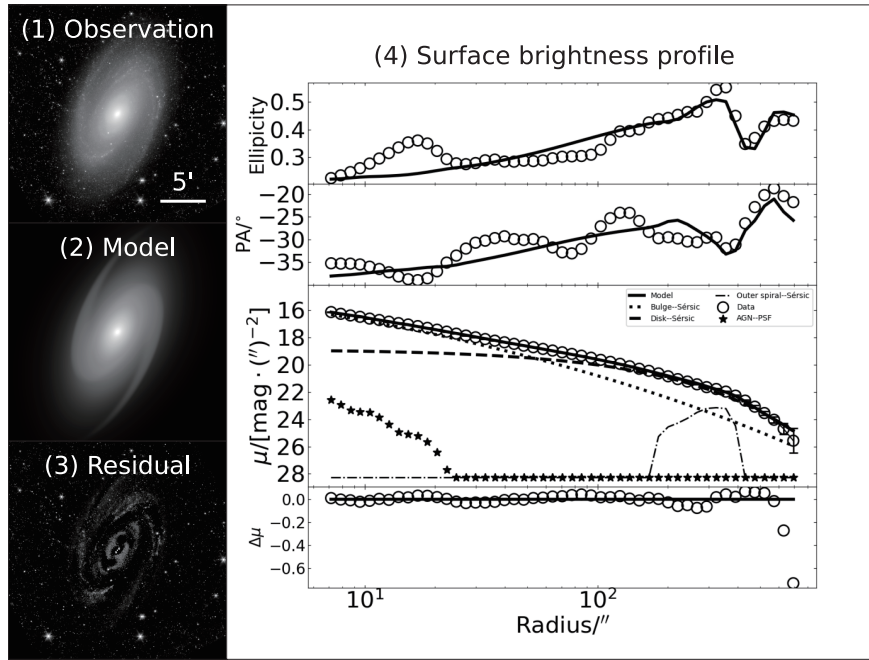 (1) Observation
5'
(2) Model
(3) Residual
(4) Surface brightness profile
Ellipicity
0.5
0.4
0.3
PA/°
−20
−25
−30
−35
μ/[mag · (″)⁻²]
16
18
20
22
24
26
28
Model
Bulge--Sérsic
Disk--Sérsic
Outer spiral--Sérsic
Data
AGN--PSF
Δμ
0.0
−0.2
−0.4
−0.6
10¹
10²
Radius/″